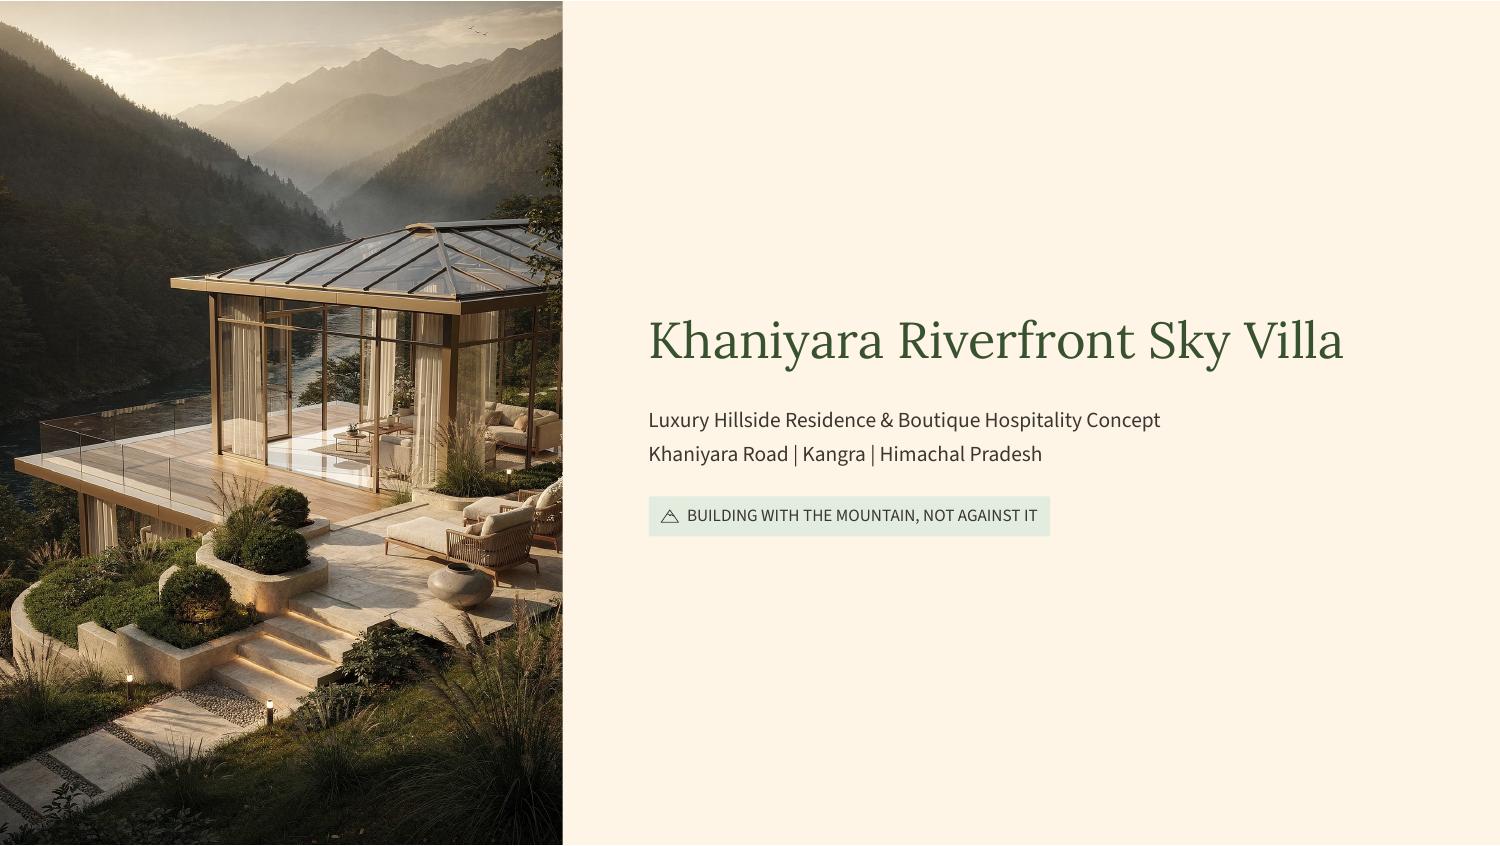 Khaniyara Riverfront Sky Villa
Luxury Hillside Residence & Boutique Hospitality Concept
Khaniyara Road | Kangra | Himachal Pradesh
BUILDING WITH THE MOUNTAIN, NOT AGAINST IT